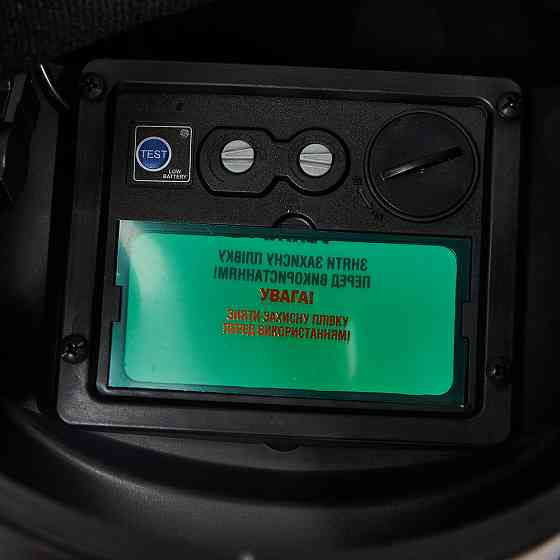 TEST
LOW
BATTERY
ЗНЯТИ ЗАХИСНУ ПЛІВКУ
ПЕРЕД ВИКОРИСТАННЯМ!
УВАГА!
ЗНЯТИ ЗАХИСНУ ПЛІВКУ
ПЕРЕД ВИКОРИСТАННЯМ!